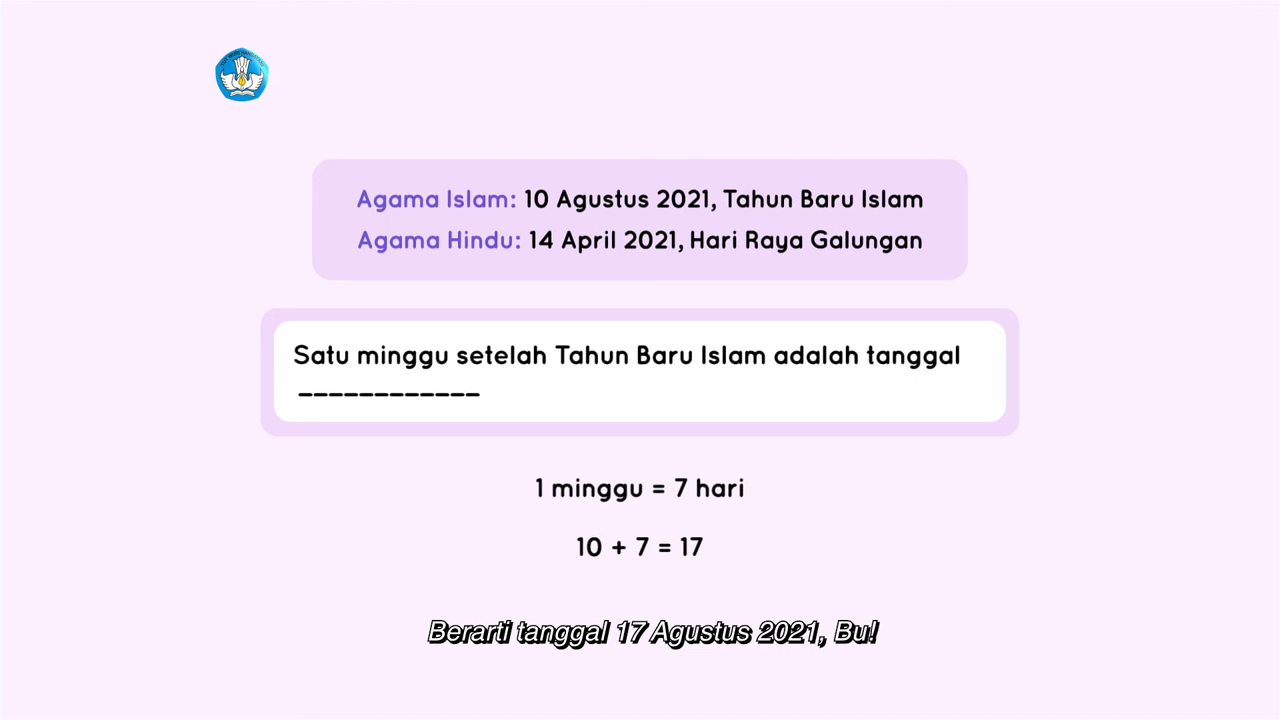 Agama Islam: 10 Agustus 2021, Tahun Baru Islam
Agama Hindu: 14 April 2021, Hari Raya Galungan
Satu minggu setelah Tahun Baru Islam adalah tanggal
____________
1 minggu = 7 hari
10 + 7 = 17
Berarti tanggal 17 Agustus 2021, Bu!